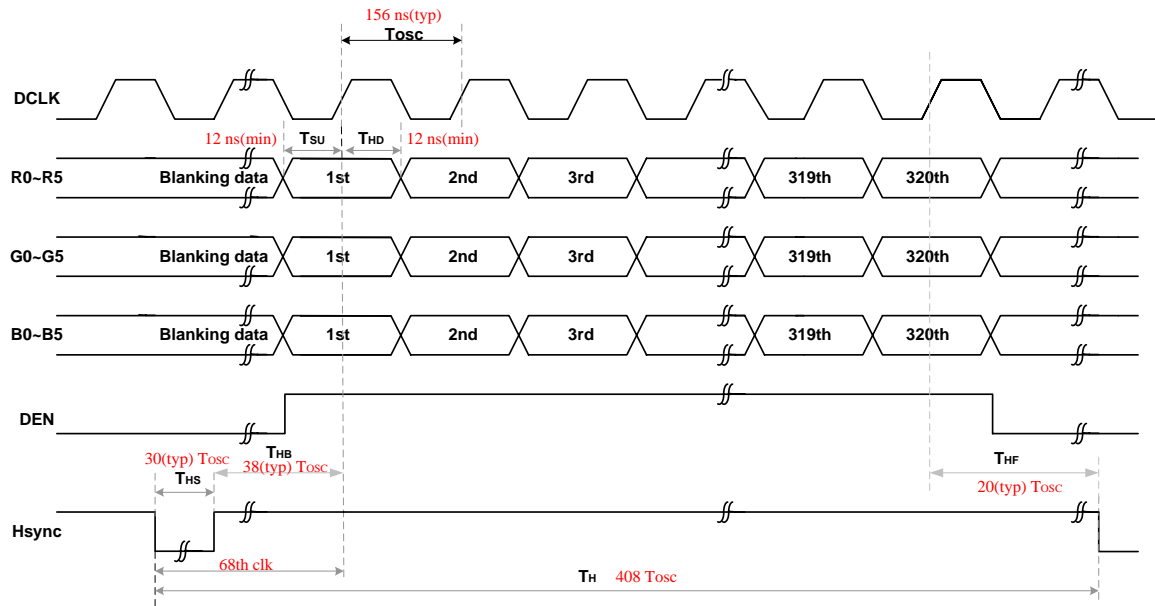 156 ns(typ)
Tosc
DCLK
12 ns(min) TSU THD 12 ns(min)
R0~R5 Blanking data 1st 2nd 3rd 319th 320th
G0~G5 Blanking data 1st 2nd 3rd 319th 320th
B0~B5 Blanking data 1st 2nd 3rd 319th 320th
DEN
30(typ) Tosc THB THF
THS 38(typ) Tosc 20(typ) Tosc
Hsync
68th clk
TH 408 Tosc